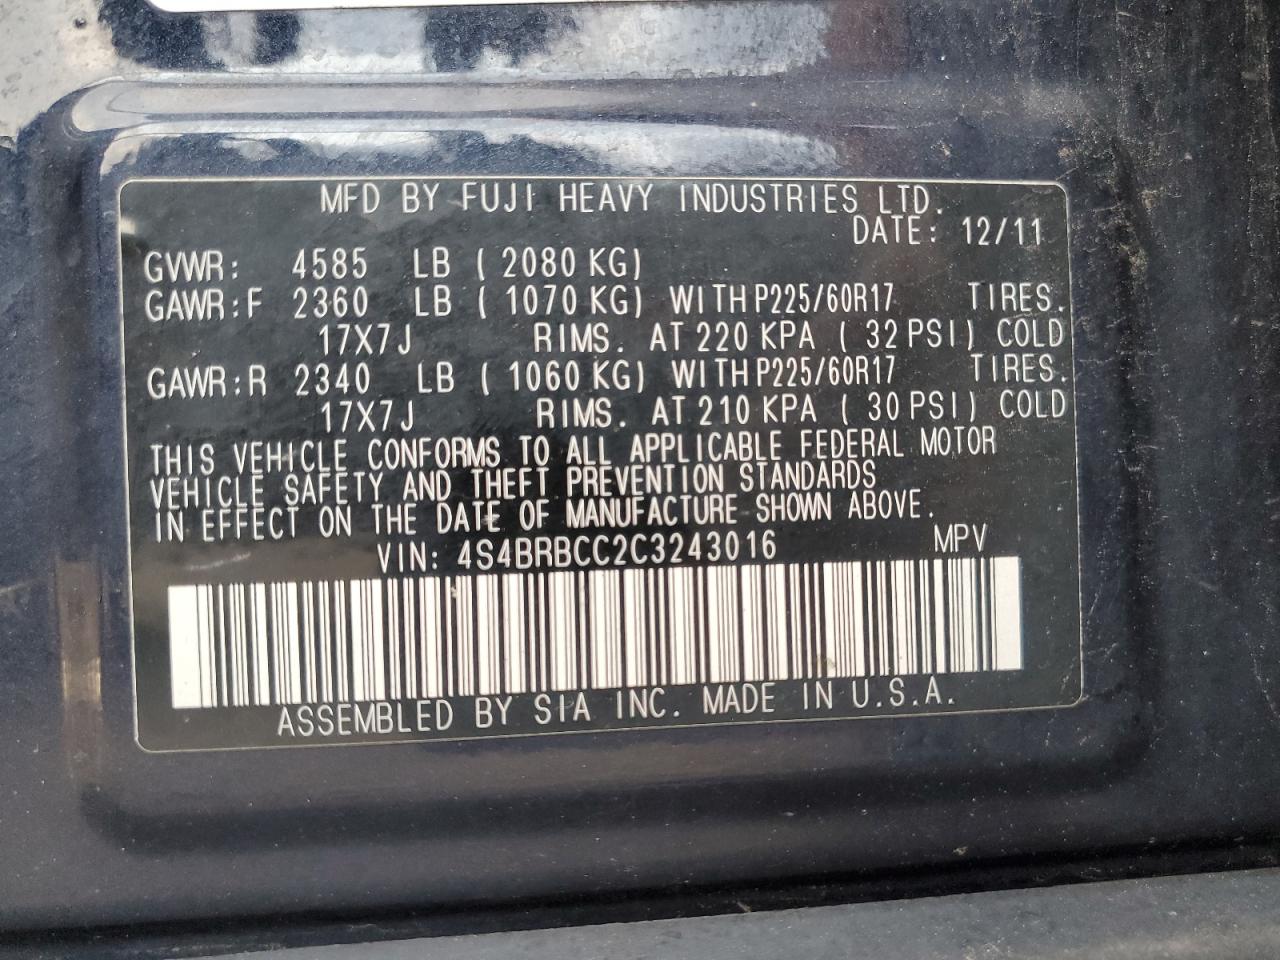 MFD BY FUJI HEAVY INDUSTRIES LTD.
DATE: 12/11
GVWR: 4585 LB ( 2080 KG)
GAWR:F 2360 LB ( 1070 KG) WITH P225/60R17 TIRES.
17X7J RIMS. AT 220 KPA ( 32 PSI) COLD
GAWR:R 2340 LB ( 1060 KG) WITH P225/60R17 TIRES.
17X7J RIMS. AT 210 KPA ( 30 PSI) COLD
THIS VEHICLE CONFORMS TO ALL APPLICABLE FEDERAL MOTOR
VEHICLE SAFETY AND THEFT PREVENTION STANDARDS
IN EFFECT ON THE DATE OF MANUFACTURE SHOWN ABOVE.
VIN: 4S4BRBCC2C3243016 MPV
ASSEMBLED BY SIA INC. MADE IN U.S.A.